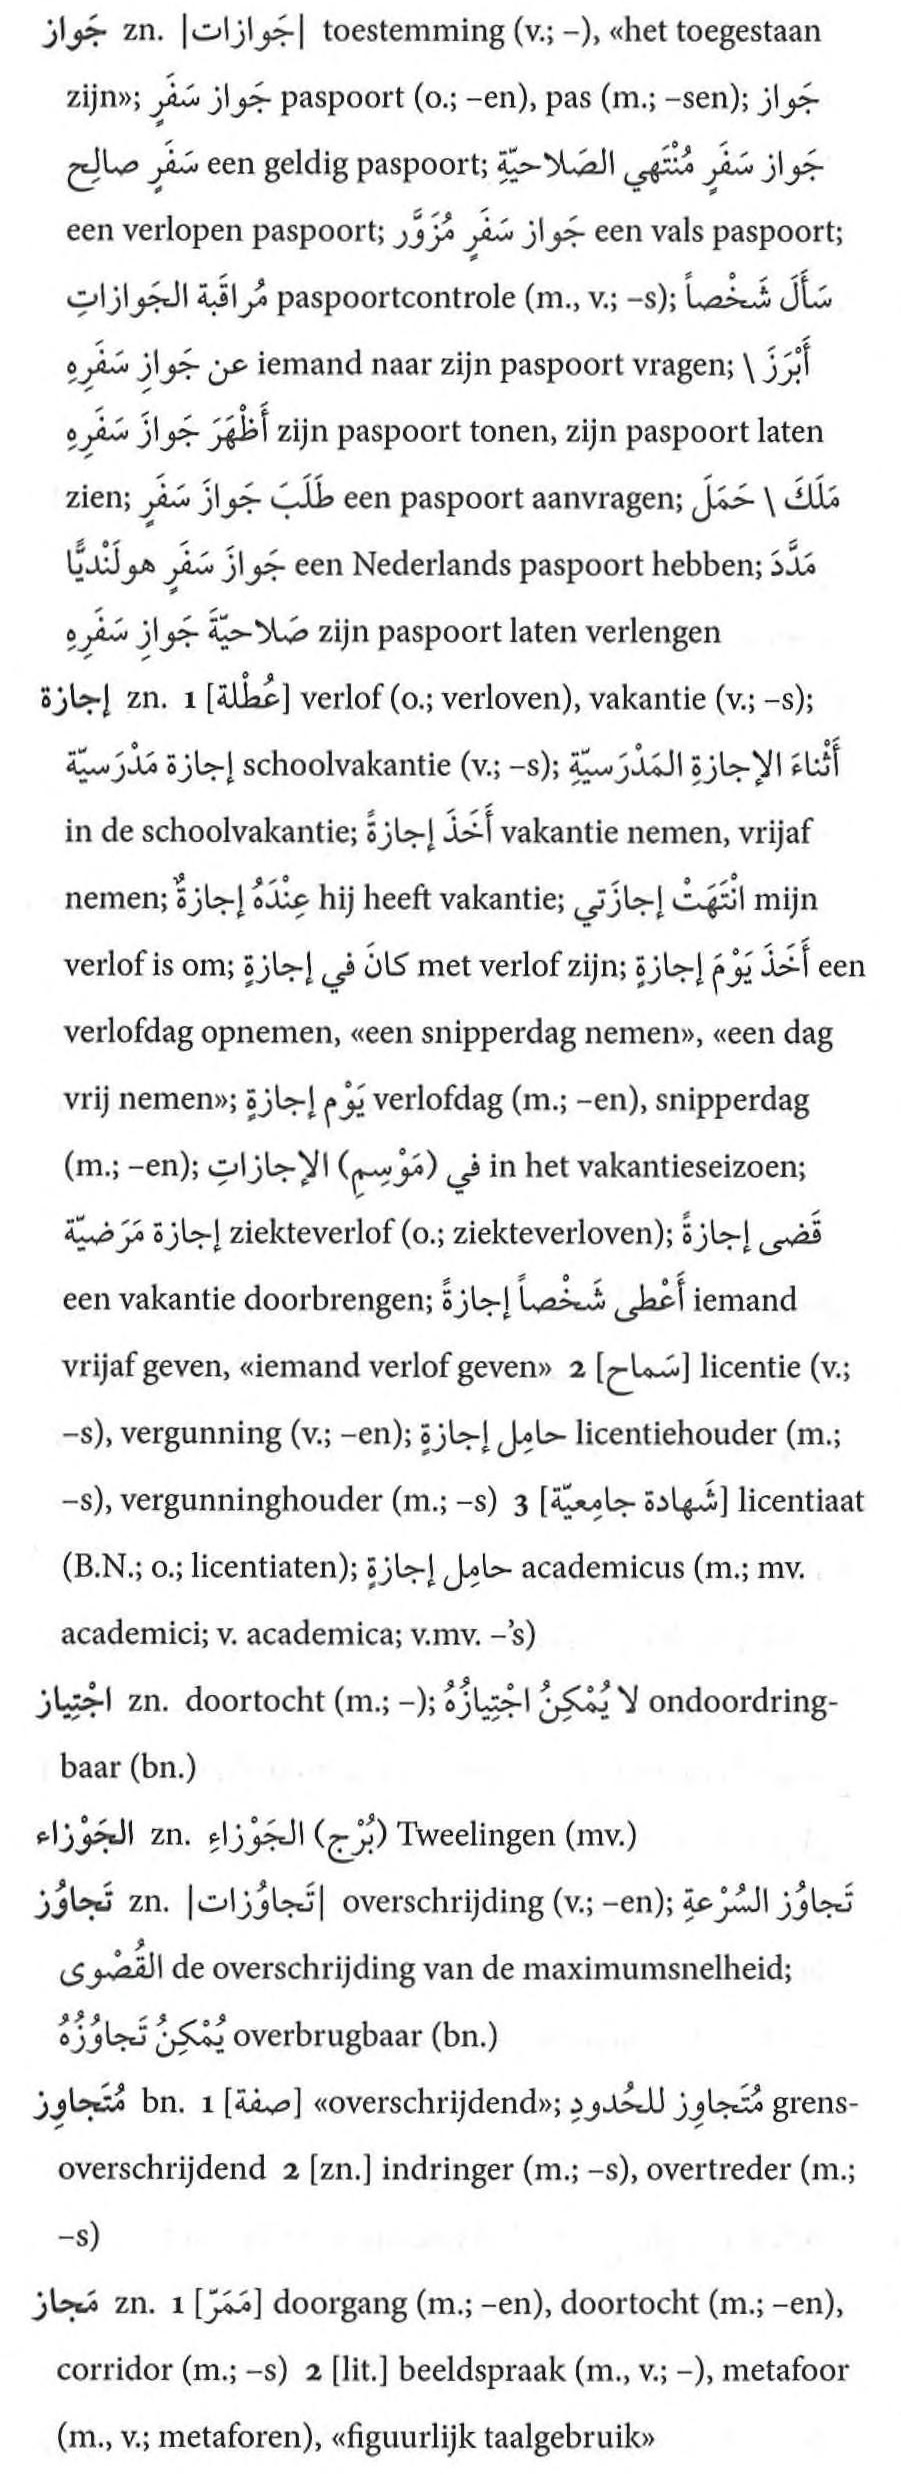 جَواز zn. |جَوازات| toestemming (v.; –), «het toegestaan
zijn»; جَواز سَفَرٍ paspoort (o.; –en), pas (m.; –sen); جَواز
سَفَرٍ صالِح een geldig paspoort; جَواز سَفَرٍ مُنْتَهي الصَلاحيّةِ
een verlopen paspoort; جَواز سَفَرٍ مُزَوَّر een vals paspoort;
مُراقَبة الجَوازاتِ paspoortcontrole (m., v.; –s); سَأَلَ شَخْصاً
عن جَوازِ سَفَرِهِ iemand naar zijn paspoort vragen; \ أَبْرَزَ
أَظْهَرَ جَوازَ سَفَرِهِ zijn paspoort tonen, zijn paspoort laten
zien; طَلَبَ جَوازَ سَفَرٍ een paspoort aanvragen; مَلَكَ \ حَمَلَ
جَوازَ سَفَرٍ هولَنْديًّا een Nederlands paspoort hebben; مَدَّدَ
صَلاحيّةَ جَوازِ سَفَرِهِ zijn paspoort laten verlengen
إجازة zn. 1 [عُطْلة] verlof (o.; verloven), vakantie (v.; –s);
إجازة مَدْرَسيّة schoolvakantie (v.; –s); أَثْناءَ الإجازةِ المَدْرَسيّةِ
in de schoolvakantie; أَخَذَ إجازةً vakantie nemen, vrijaf
nemen; عِنْدَهُ إجازةٌ hij heeft vakantie; انْتَهَتْ إجازَتي mijn
verlof is om; كانَ في إجازةٍ met verlof zijn; أَخَذَ يَوْمَ إجازةٍ een
verlofdag opnemen, «een snipperdag nemen», «een dag
vrij nemen»; يَوْم إجازةٍ verlofdag (m.; –en), snipperdag
(m.; –en); في (مَوْسِمِ) الإجازاتِ in het vakantieseizoen;
إجازة مَرَضيّة ziekteverlof (o.; ziekteverloven); قَضى إجازةً
een vakantie doorbrengen; أَعْطى شَخْصاً إجازةً iemand
vrijaf geven, «iemand verlof geven» 2 [سَماح] licentie (v.;
–s), vergunning (v.; –en); حامِل إجازةٍ licentiehouder (m.;
–s), vergunninghouder (m.; –s) 3 [شَهادة جامِعيّة] licentiaat
(B.N.; o.; licentiaten); حامِل إجازةٍ academicus (m.; mv.
academici; v. academica; v.mv. –’s)
اجْتِياز zn. doortocht (m.; –); لا يُمْكِنُ اجْتِيازُهُ ondoordring-
baar (bn.)
الجَوْزاء zn. (بُرْج) الجَوْزاءِ Tweelingen (mv.)
تَجاوُز zn. |تَجاوُزات| overschrijding (v.; –en); تَجاوُز السُرْعةِ
القُصْوى de overschrijding van de maximumsnelheid;
يُمْكِنُ تَجاوُزُهُ overbrugbaar (bn.)
مُتَجاوِز bn. 1 [صفة] «overschrijdend»; مُتَجاوِز للحُدودِ grens-
overschrijdend 2 [zn.] indringer (m.; –s), overtreder (m.;
–s)
مَجاز zn. 1 [مَمَرّ] doorgang (m.; –en), doortocht (m.; –en),
corridor (m.; –s) 2 [lit.] beeldspraak (m., v.; –), metafoor
(m., v.; metaforen), «figuurlijk taalgebruik»